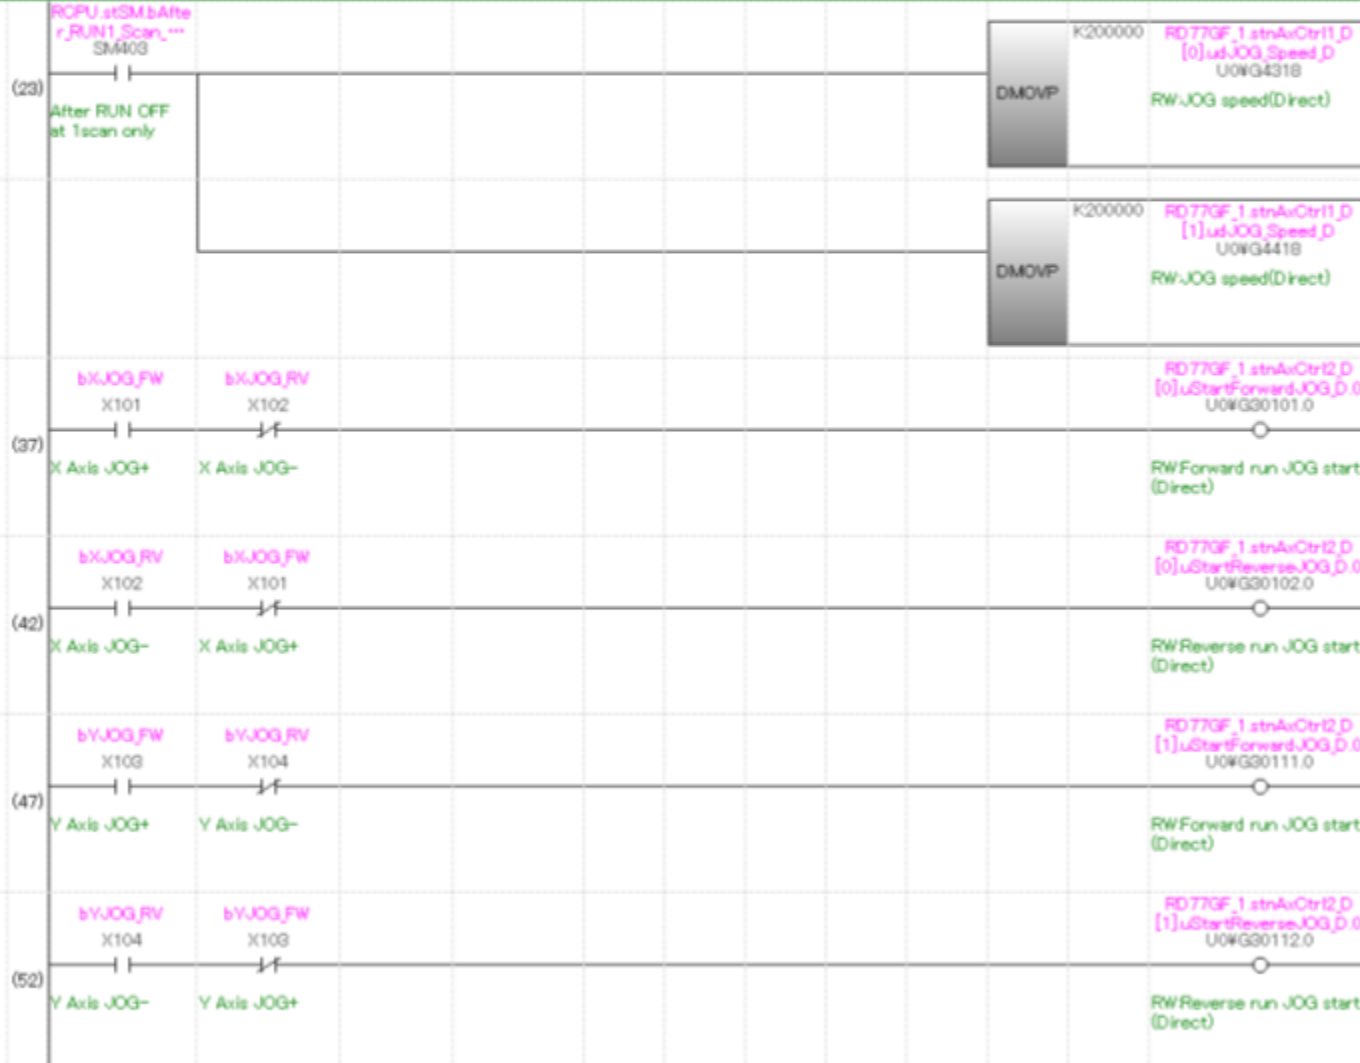 RCPU.stSM.bAfte
r_RUN1_Scan_…
SM403
(23)
After RUN OFF
at 1scan only
DMOVP
K200000
RD77GF_1.stnAxCtrl1_D
[0].udJOG_Speed_D
U0¥G4318
RW:JOG speed(Direct)
DMOVP
K200000
RD77GF_1.stnAxCtrl1_D
[1].udJOG_Speed_D
U0¥G4418
RW:JOG speed(Direct)
bXJOG_FW
X101
bXJOG_RV
X102
RD77GF_1.stnAxCtrl2_D
[0].uStartForwardJOG_D.0
U0¥G30101.0
(37)
X Axis JOG+
X Axis JOG-
RW:Forward run JOG start
(Direct)
bXJOG_RV
X102
bXJOG_FW
X101
RD77GF_1.stnAxCtrl2_D
[0].uStartReverseJOG_D.0
U0¥G30102.0
(42)
X Axis JOG-
X Axis JOG+
RW:Reverse run JOG start
(Direct)
bYJOG_FW
X103
bYJOG_RV
X104
RD77GF_1.stnAxCtrl2_D
[1].uStartForwardJOG_D.0
U0¥G30111.0
(47)
Y Axis JOG+
Y Axis JOG-
RW:Forward run JOG start
(Direct)
bYJOG_RV
X104
bYJOG_FW
X103
RD77GF_1.stnAxCtrl2_D
[1].uStartReverseJOG_D.0
U0¥G30112.0
(52)
Y Axis JOG-
Y Axis JOG+
RW:Reverse run JOG start
(Direct)